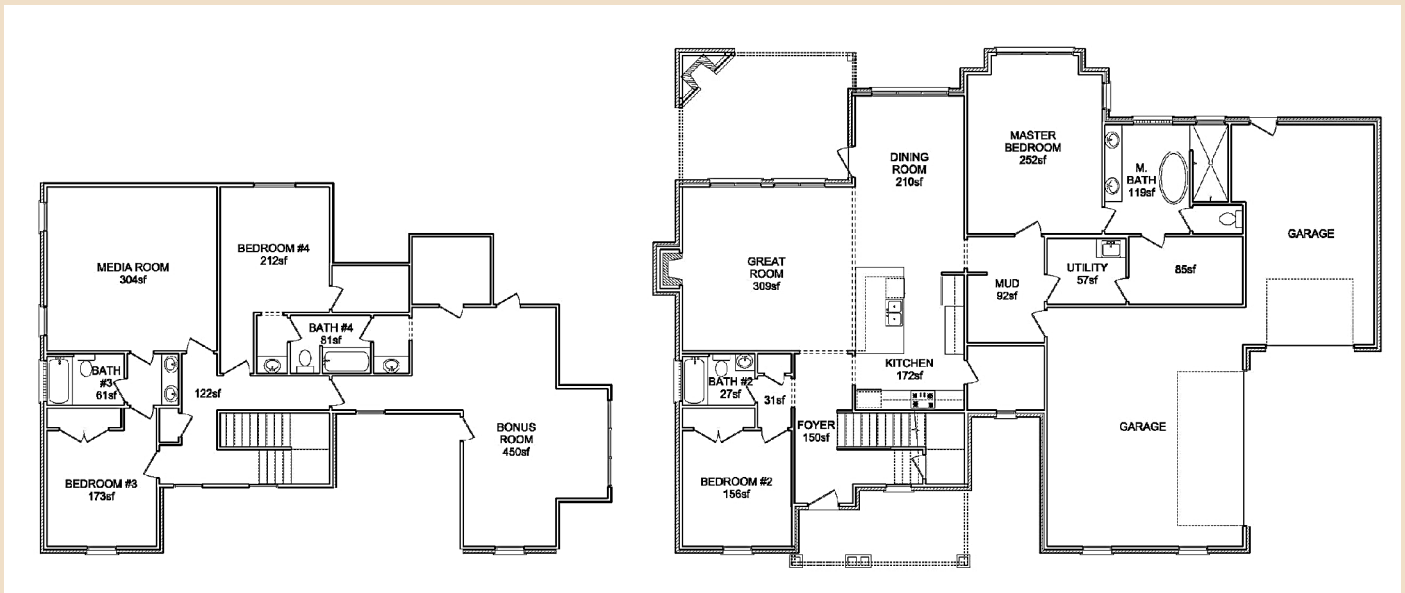 MEDIA ROOM
304sf
BEDROOM #4
212sf
BATH #4
81sf
BATH
#3
61sf
122sf
BEDROOM #3
173sf
BONUS
ROOM
450sf
MASTER
BEDROOM
252sf
DINING
ROOM
210sf
M.
BATH
119sf
GARAGE
GREAT
ROOM
309sf
UTILITY
57sf
85sf
MUD
92sf
KITCHEN
172sf
BATH #2
27sf
31sf
FOYER
150sf
GARAGE
BEDROOM #2
156sf